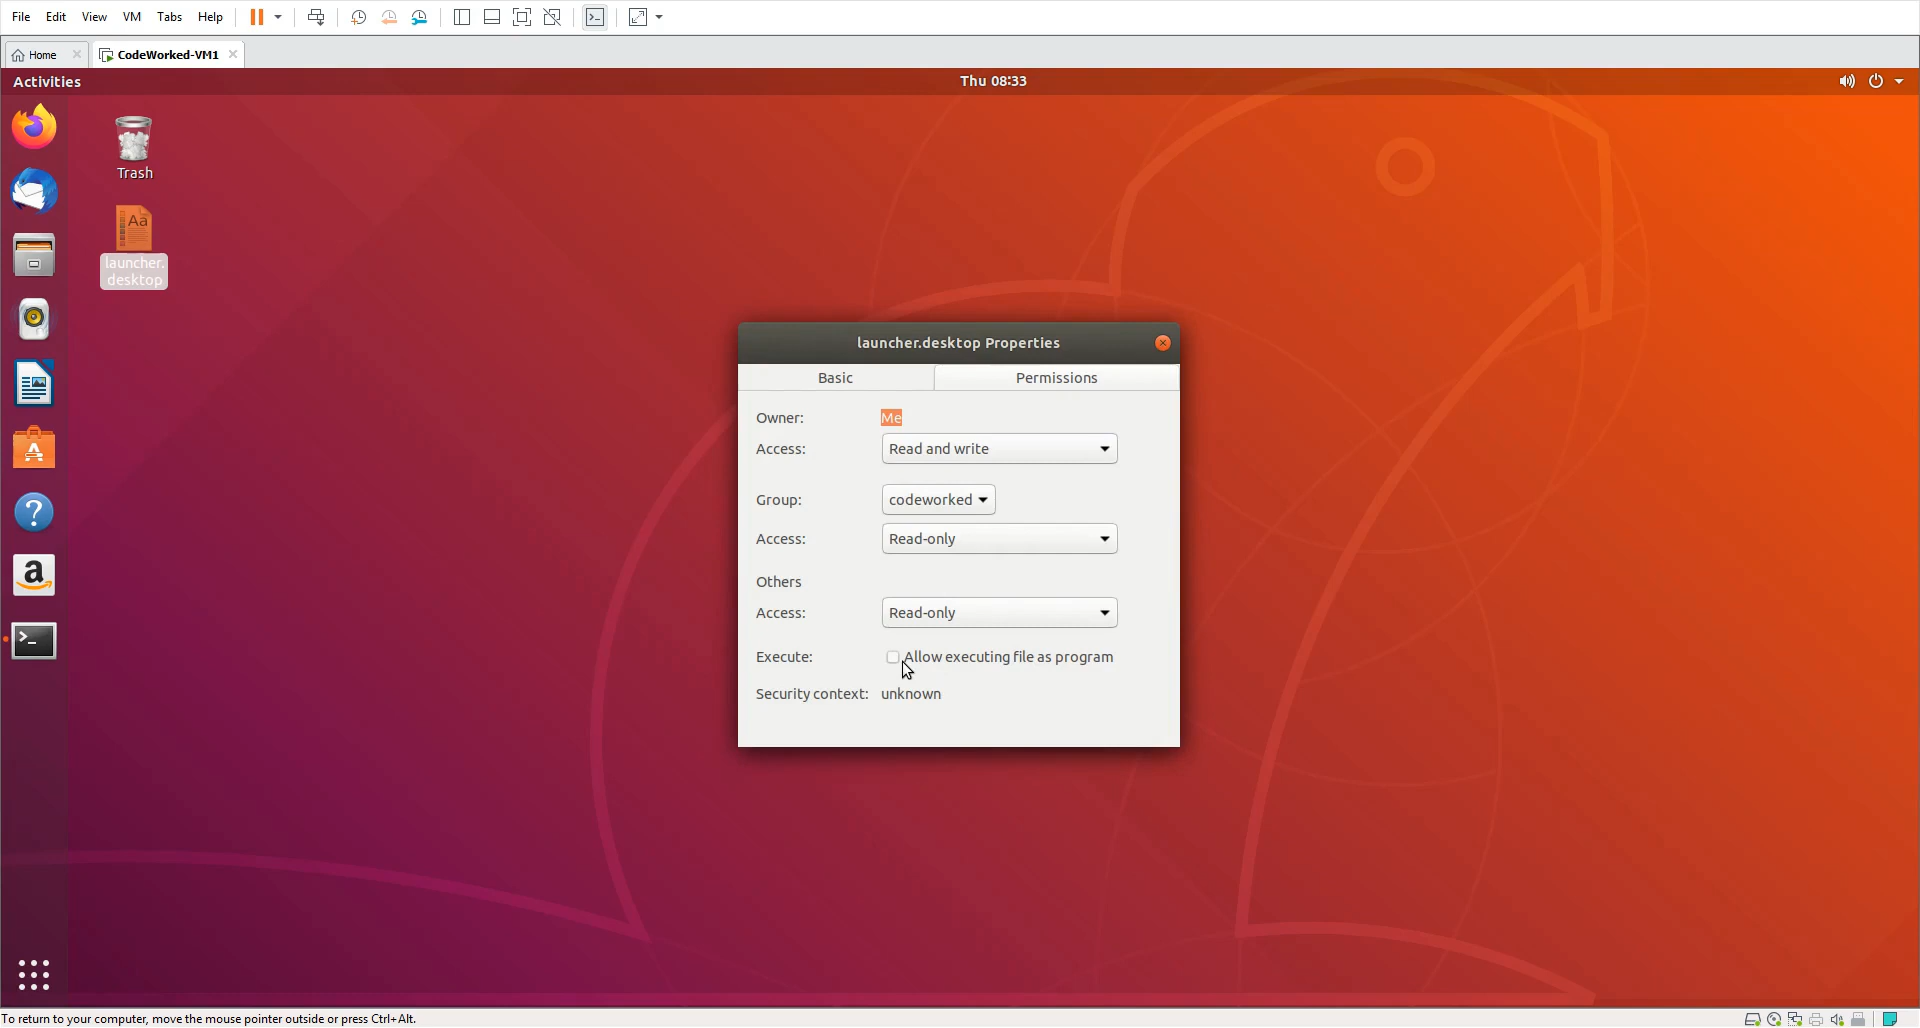 File Edit View VM Tabs Help
Home CodeWorked-VM1
Activities Thu 08:33
Trash
Aa
launcher.
desktop
launcher.desktop Properties
Basic Permissions
Owner: Me
Access: Read and write
Group: codeworked
Access: Read-only
Others
Access: Read-only
Execute: Allow executing file as program
Security context: unknown
To return to your computer, move the mouse pointer outside or press Ctrl+Alt.